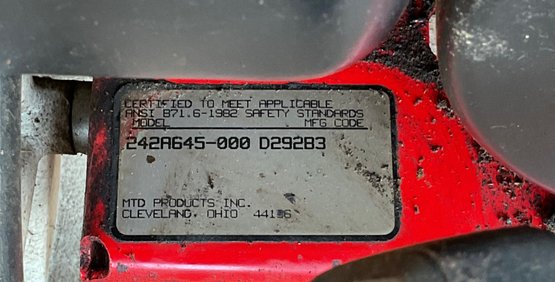 CERTIFIED TO MEET APPLICABLE
ANSI B71.6-1982 SAFETY STANDARDS
MODEL MFG CODE
242A645-000 D292B3
MTD PRODUCTS INC.
CLEVELAND, OHIO 44136